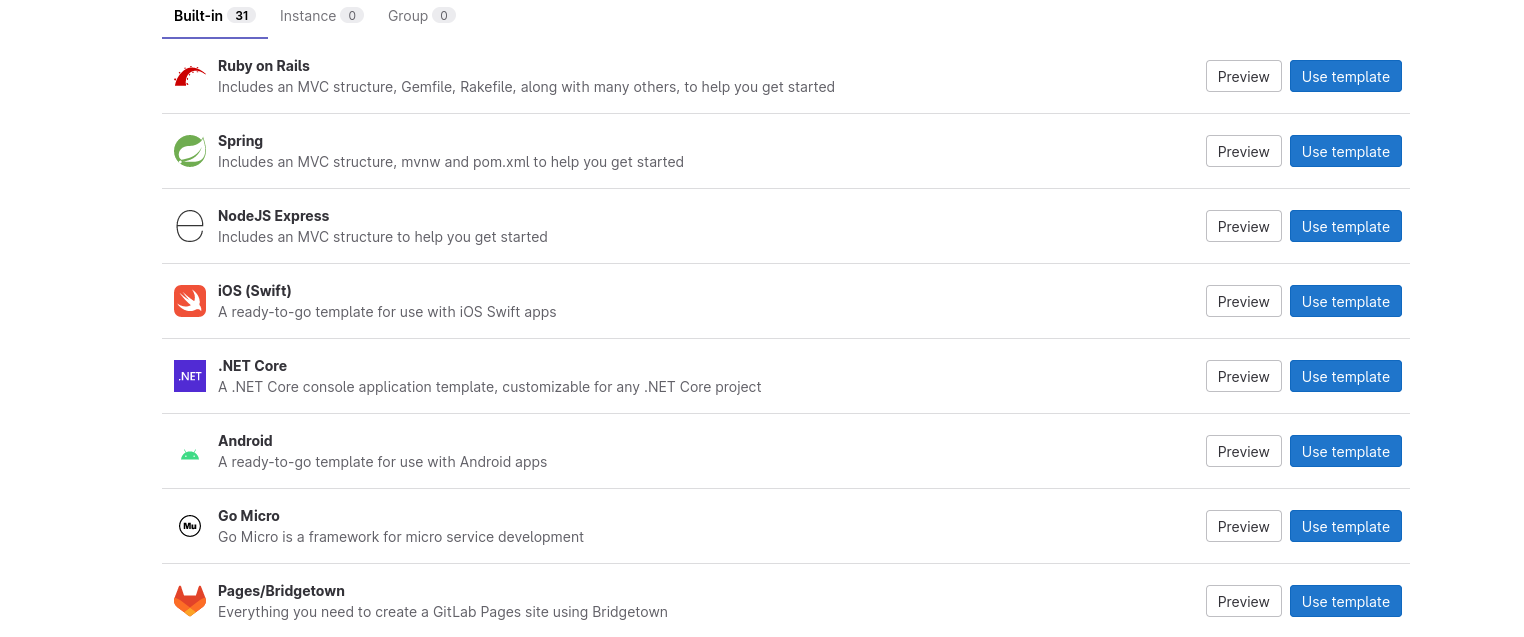 Built-in 31 Instance 0 Group 0
Ruby on Rails
Includes an MVC structure, Gemfile, Rakefile, along with many others, to help you get started
Preview Use template
Spring
Includes an MVC structure, mvnw and pom.xml to help you get started
Preview Use template
NodeJS Express
Includes an MVC structure to help you get started
Preview Use template
iOS (Swift)
A ready-to-go template for use with iOS Swift apps
Preview Use template
.NET
.NET Core
A .NET Core console application template, customizable for any .NET Core project
Preview Use template
Android
A ready-to-go template for use with Android apps
Preview Use template
Mu
Go Micro
Go Micro is a framework for micro service development
Preview Use template
Pages/Bridgetown
Everything you need to create a GitLab Pages site using Bridgetown
Preview Use template